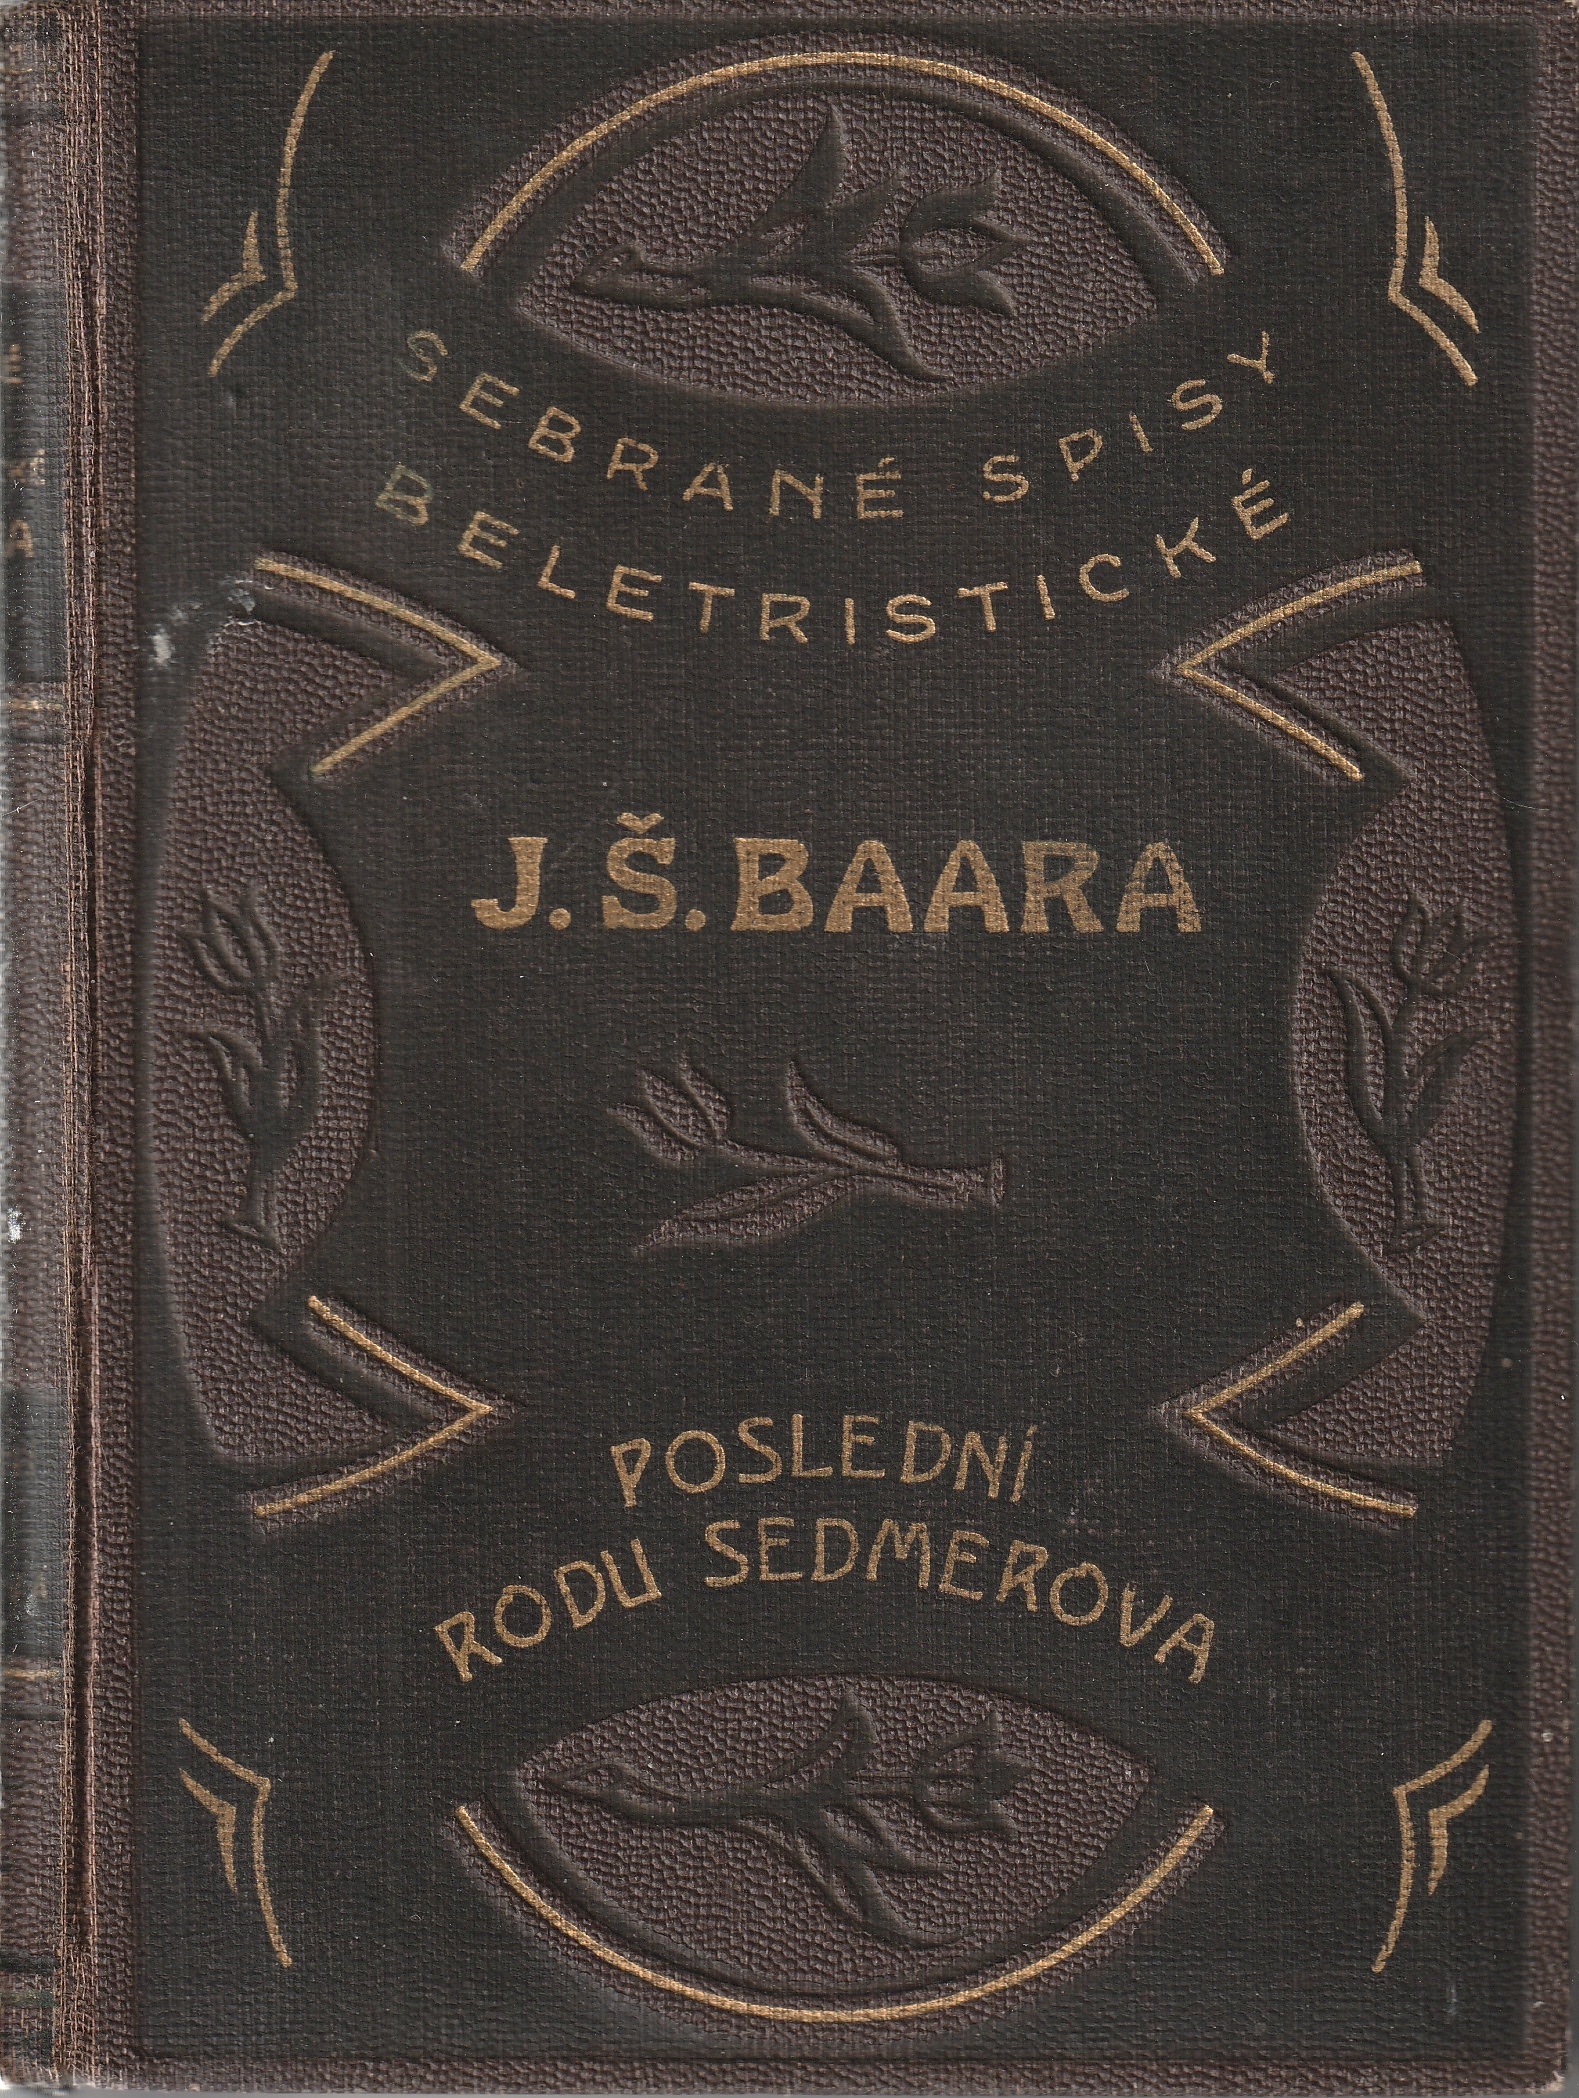 SEBRANÉ SPISY
BELETRISTICKÉ
J. Š. BAARA
POSLEDNÍ
RODU SEDMEROVA